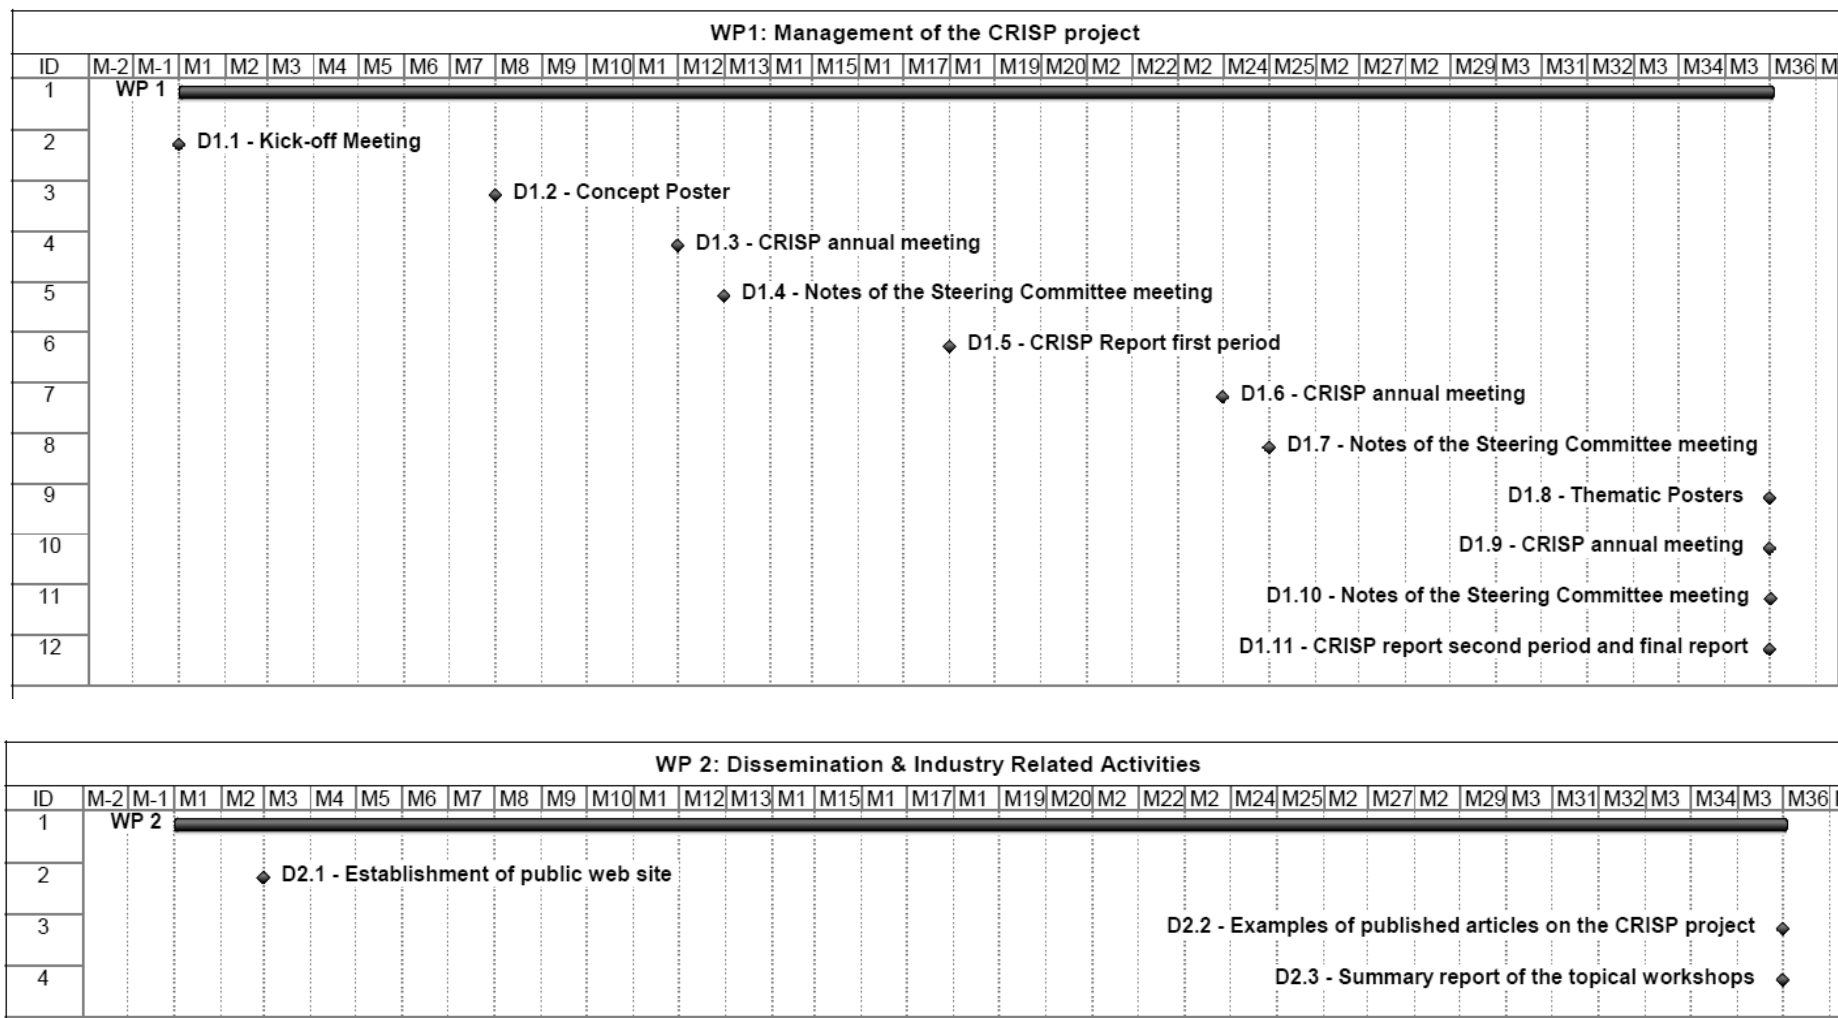 WP1: Management of the CRISP project
ID M-2 M-1 M1 M2 M3 M4 M5 M6 M7 M8 M9 M10 M1 M12 M13 M1 M15 M1 M17 M1 M19 M20 M2 M22 M2 M24 M25 M2 M27 M2 M29 M3 M31 M32 M3 M34 M3 M36 M
1 WP 1
2 D1.1 - Kick-off Meeting
3 D1.2 - Concept Poster
4 D1.3 - CRISP annual meeting
5 D1.4 - Notes of the Steering Committee meeting
6 D1.5 - CRISP Report first period
7 D1.6 - CRISP annual meeting
8 D1.7 - Notes of the Steering Committee meeting
9 D1.8 - Thematic Posters
10 D1.9 - CRISP annual meeting
11 D1.10 - Notes of the Steering Committee meeting
12 D1.11 - CRISP report second period and final report
WP 2: Dissemination & Industry Related Activities
ID M-2 M-1 M1 M2 M3 M4 M5 M6 M7 M8 M9 M10 M1 M12 M13 M1 M15 M1 M17 M1 M19 M20 M2 M22 M2 M24 M25 M2 M27 M2 M29 M3 M31 M32 M3 M34 M3 M36
1 WP 2
2 D2.1 - Establishment of public web site
3 D2.2 - Examples of published articles on the CRISP project
4 D2.3 - Summary report of the topical workshops